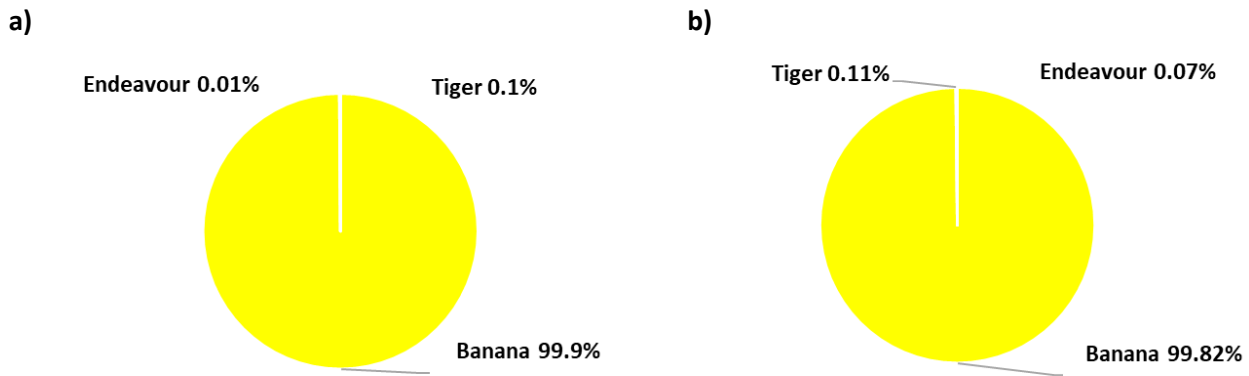 a)
Endeavour 0.01%
Tiger 0.1%
Banana 99.9%
b)
Tiger 0.11%
Endeavour 0.07%
Banana 99.82%